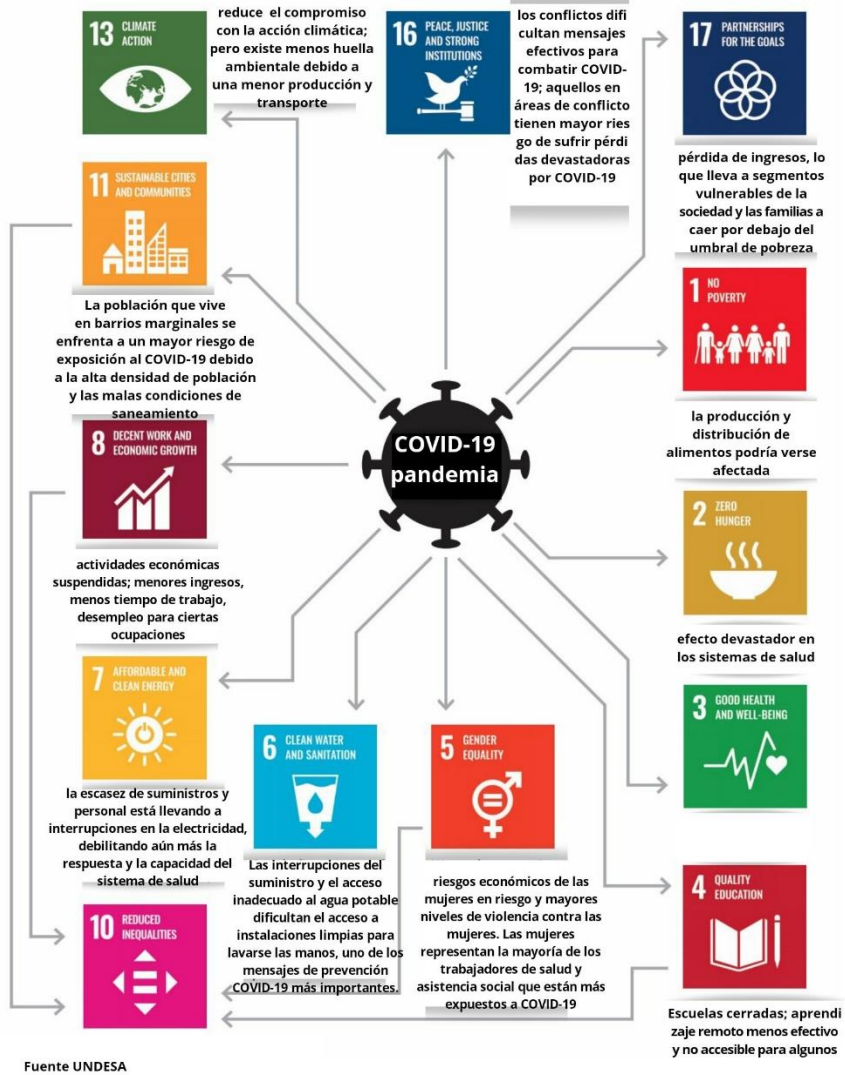 13 CLIMATE
ACTION
reduce el compromiso
con la acción climática;
pero existe menos huella
ambientale debido a
una menor producción y
transporte
16 PEACE, JUSTICE
AND STRONG
INSTITUTIONS
los conflictos difi
cultan mensajes
efectivos para
combatir COVID-
19; aquellos en
áreas de conflicto
tienen mayor ries
go de sufrir pérdi
das devastadoras
por COVID-19
17 PARTNERSHIPS
FOR THE GOALS
pérdida de ingresos, lo
que lleva a segmentos
vulnerables de la
sociedad y las familias a
caer por debajo del
umbral de pobreza
11 SUSTAINABLE CITIES
AND COMMUNITIES
La población que vive
en barrios marginales se
enfrenta a un mayor riesgo de
exposición al COVID-19 debido
a la alta densidad de población
y las malas condiciones de
saneamiento
1 NO
POVERTY
la producción y
distribución de
alimentos podría verse
afectada
COVID-19
pandemia
8 DECENT WORK AND
ECONOMIC GROWTH
actividades económicas
suspendidas; menores ingresos,
menos tiempo de trabajo,
desempleo para ciertas
ocupaciones
2 ZERO
HUNGER
efecto devastador en
los sistemas de salud
7 AFFORDABLE AND
CLEAN ENERGY
la escasez de suministros y
personal está llevando a
interrupciones en la electricidad,
debilitando aún más la
respuesta y la capacidad del
sistema de salud
6 CLEAN WATER
AND SANITATION
Las interrupciones del
suministro y el acceso
inadecuado al agua potable
dificultan el acceso a
instalaciones limpias para
lavarse las manos, uno de los
mensajes de prevención
COVID-19 más importantes.
5 GENDER
EQUALITY
riesgos económicos de las
mujeres en riesgo y mayores
niveles de violencia contra las
mujeres. Las mujeres
representan la mayoría de los
trabajadores de salud y
asistencia social que están más
expuestos a COVID-19
3 GOOD HEALTH
AND WELL-BEING
4 QUALITY
EDUCATION
Escuelas cerradas; aprendi
zaje remoto menos efectivo
y no accesible para algunos
10 REDUCED
INEQUALITIES
Fuente UNDESA